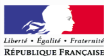 Liberté • Égalité • Fraternité
RÉPUBLIQUE FRANÇAISE